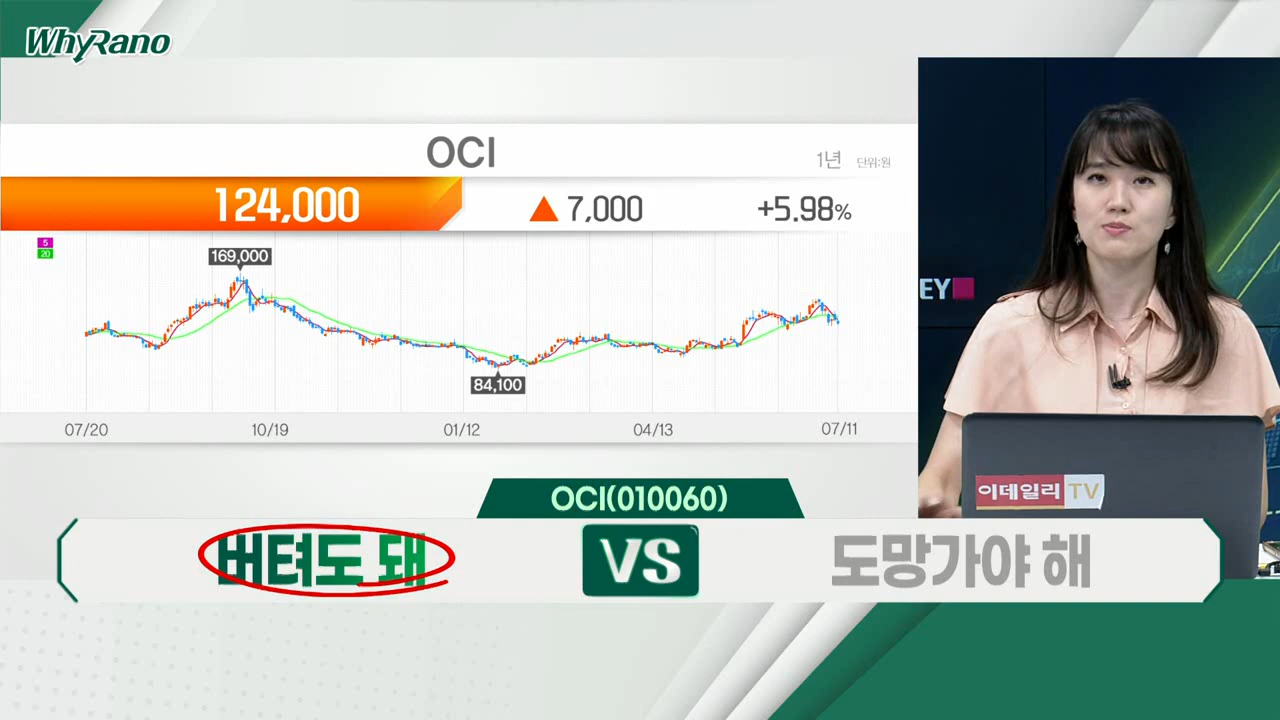 WhyRano
OCI
1년 단위:원
124,000 ▲ 7,000 +5.98%
5
20
169,000
84,100
07/20 10/19 01/12 04/13 07/11
EY
이데일리 TV
OCI(010060)
버텨도 돼 VS 도망가야 해